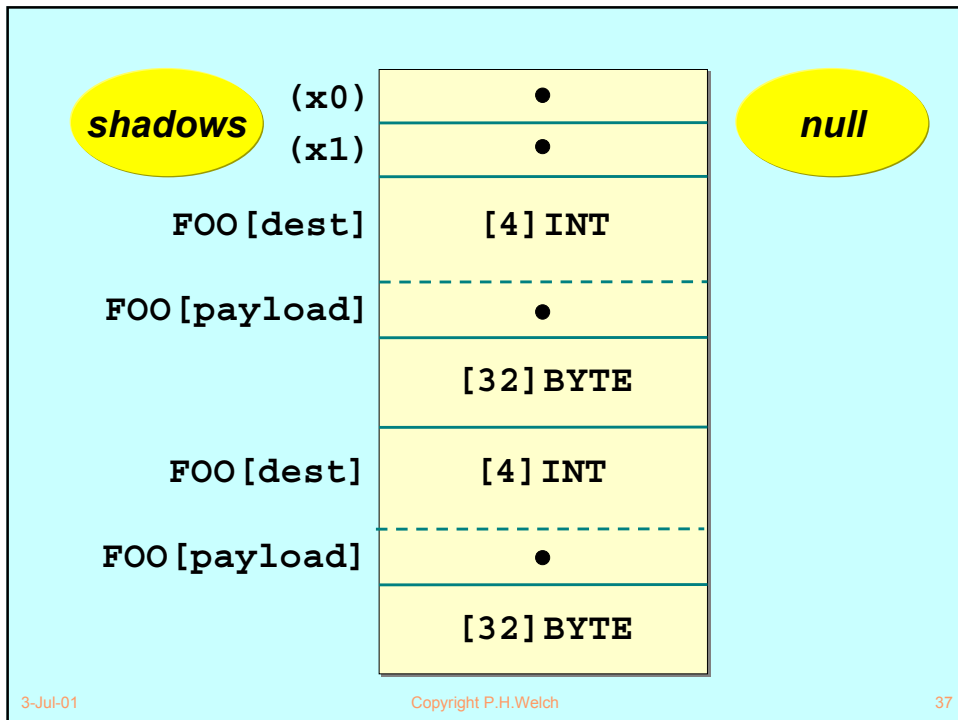 shadows
(x0)
null
(x1)
FOO[dest] [4]INT
FOO[payload]
[32]BYTE
FOO[dest] [4]INT
FOO[payload]
[32]BYTE
3-Jul-01 Copyright P.H.Welch 37